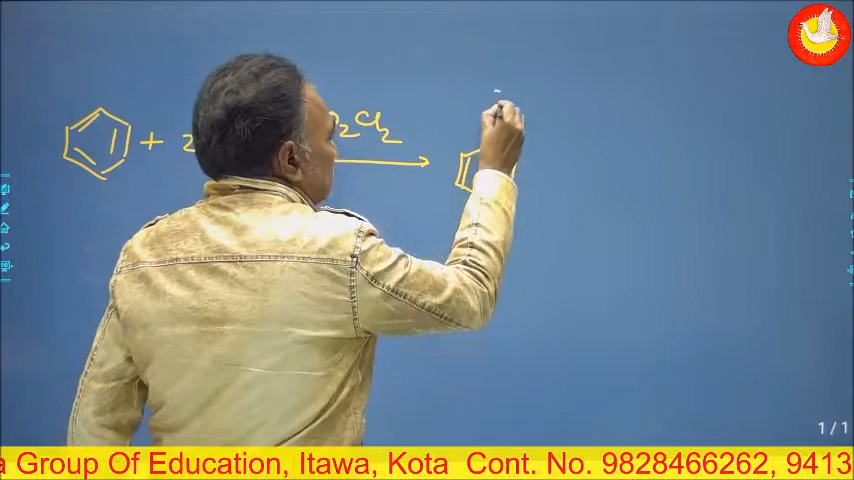 + 2
2Cl2
1/1
a Group Of Education, Itawa, Kota Cont. No. 9828466262, 9413